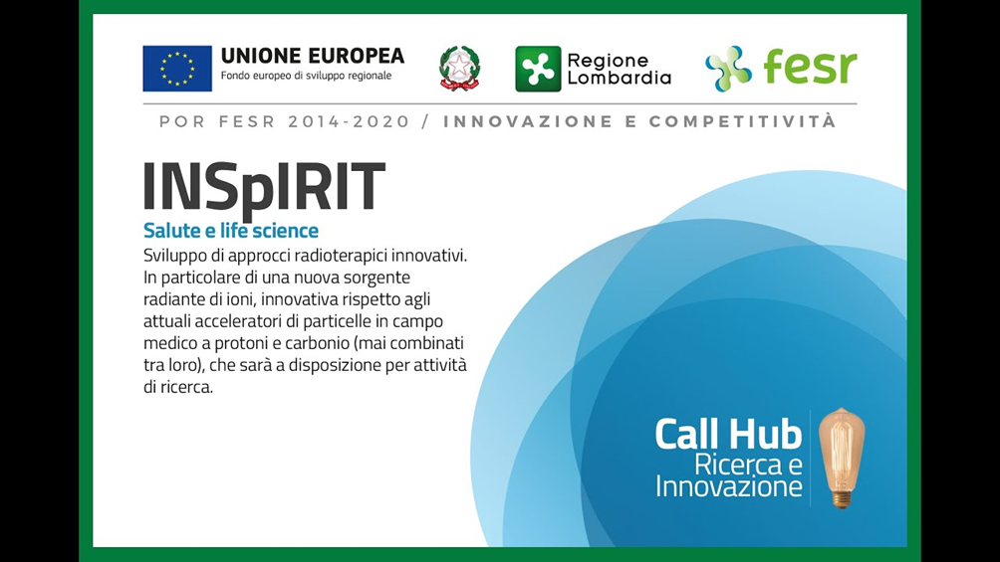 UNIONE EUROPEA
Fondo europeo di sviluppo regionale
Regione
Lombardia
fesr
POR FESR 2014-2020 / INNOVAZIONE E COMPETITIVITÀ
INSpIRIT
Salute e life science
Sviluppo di approcci radioterapici innovativi.
In particolare di una nuova sorgente
radiante di ioni, innovativa rispetto agli
attuali acceleratori di particelle in campo
medico a protoni e carbonio (mai combinati
tra loro), che sarà a disposizione per attività
di ricerca.
Call Hub
Ricerca e
Innovazione